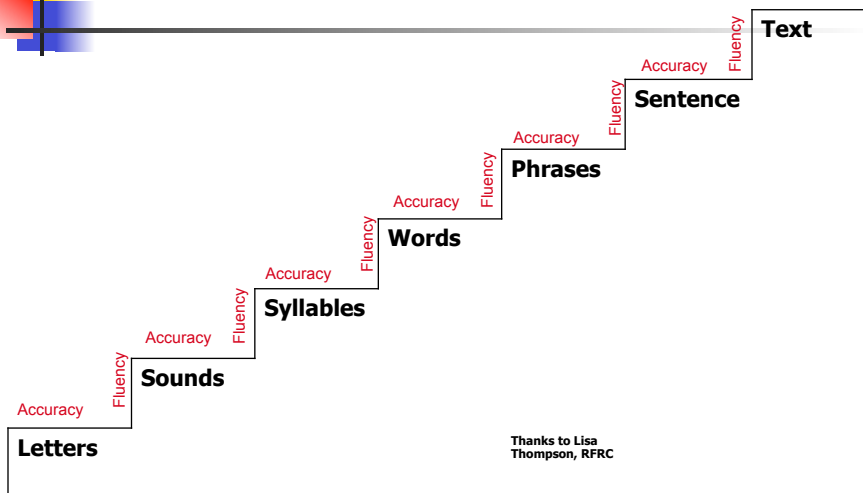 Text
Fluency
Accuracy
Sentence
Fluency
Accuracy
Phrases
Fluency
Accuracy
Words
Fluency
Accuracy
Syllables
Fluency
Accuracy
Sounds
Fluency
Accuracy
Letters
Thanks to Lisa
Thompson, RFRC